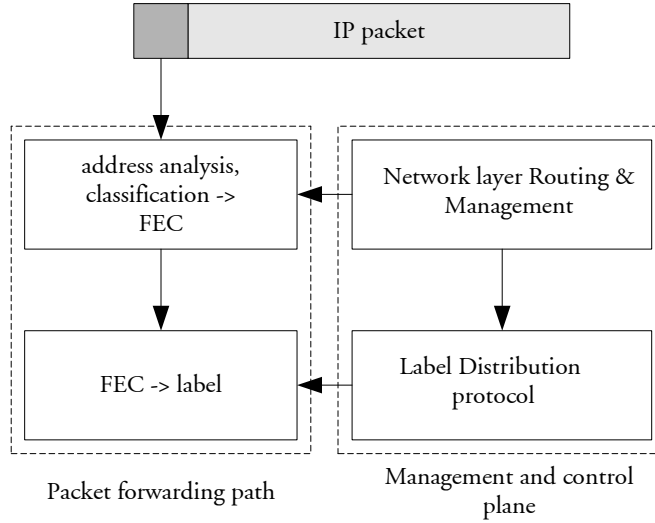 IP packet
address analysis,
classification ->
FEC
Network layer Routing &
Management
FEC -> label
Label Distribution
protocol
Packet forwarding path
Management and control
plane